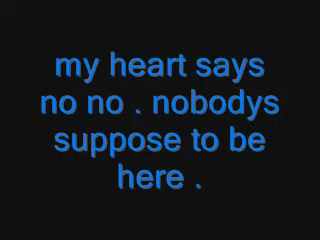 my heart says
no no . nobodys
suppose to be
here .